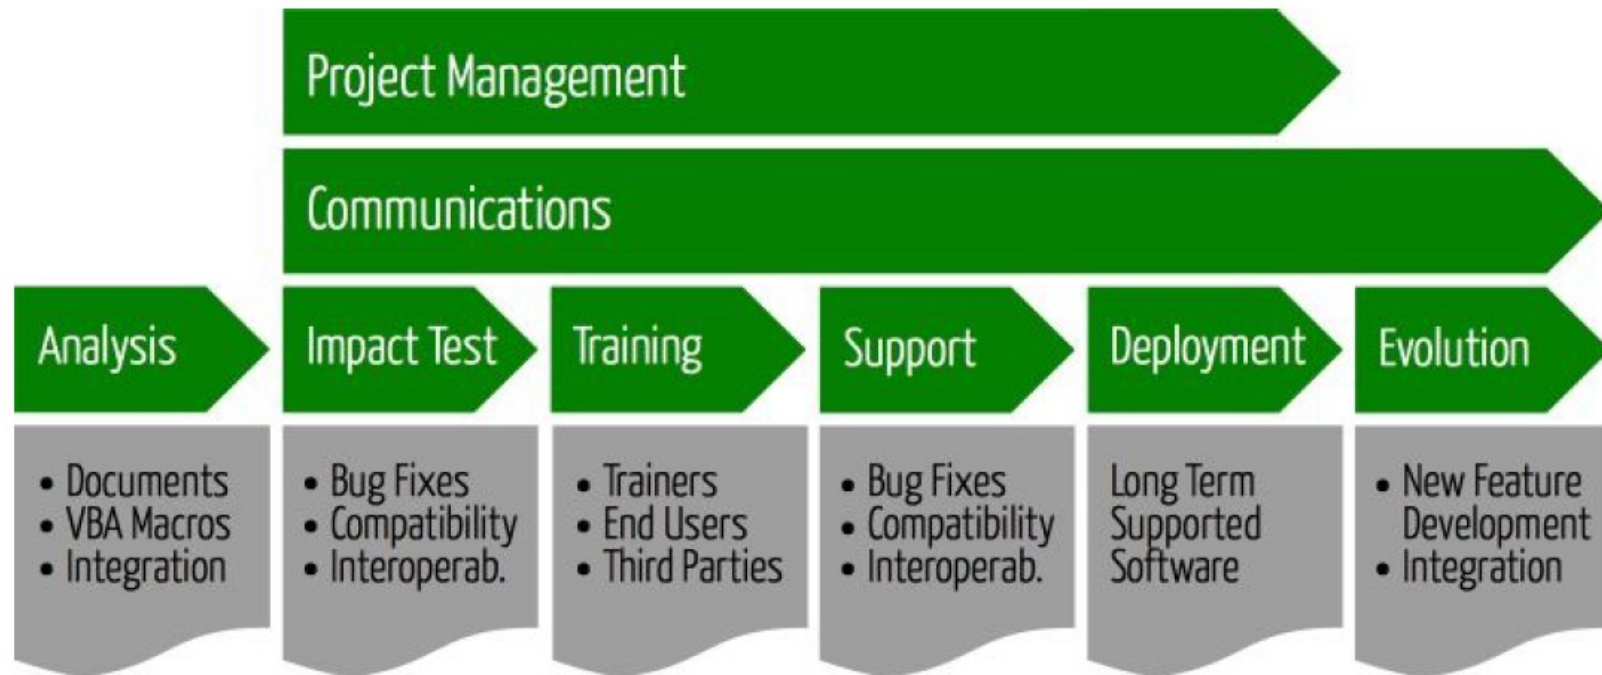 Project Management
Communications
Analysis
Impact Test
Training
Support
Deployment
Evolution
• Documents
• VBA Macros
• Integration
• Bug Fixes
• Compatibility
• Interoperab.
• Trainers
• End Users
• Third Parties
• Bug Fixes
• Compatibility
• Interoperab.
Long Term
Supported
Software
• New Feature
Development
• Integration